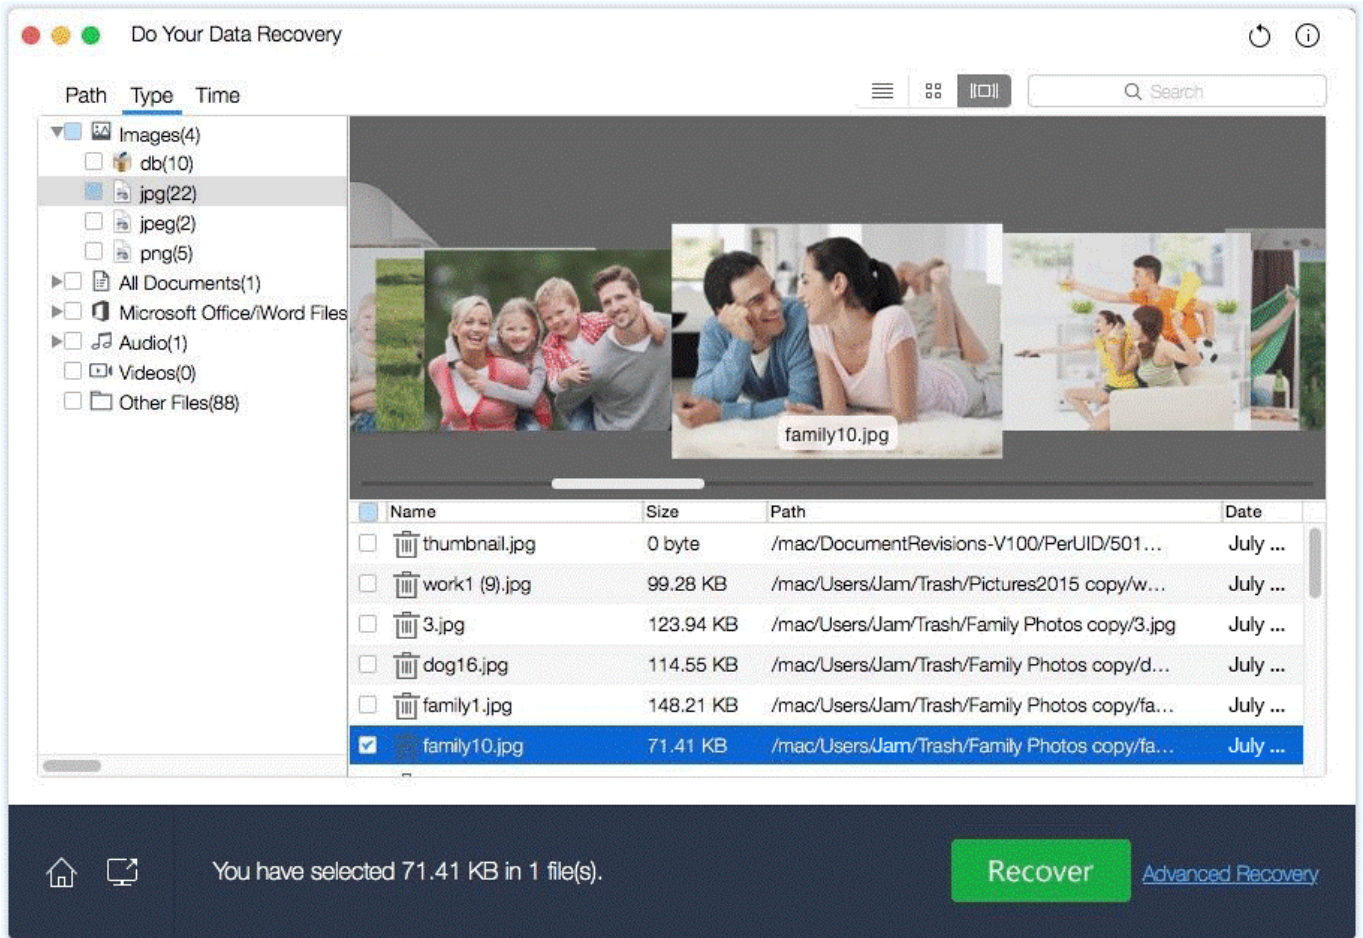 Do Your Data Recovery
Path Type Time
Search
Images(4)
db(10)
jpg(22)
jpeg(2)
png(5)
All Documents(1)
Microsoft Office/iWord Files
Audio(1)
Videos(0)
Other Files(88)
family10.jpg
Name Size Path Date
thumbnail.jpg 0 byte /mac/DocumentRevisions-V100/PerUID/501... July ...
work1 (9).jpg 99.28 KB /mac/Users/Jam/Trash/Pictures2015 copy/w... July ...
3.jpg 123.94 KB /mac/Users/Jam/Trash/Family Photos copy/3.jpg July ...
dog16.jpg 114.55 KB /mac/Users/Jam/Trash/Family Photos copy/d... July ...
family1.jpg 148.21 KB /mac/Users/Jam/Trash/Family Photos copy/fa... July ...
family10.jpg 71.41 KB /mac/Users/Jam/Trash/Family Photos copy/fa... July ...
You have selected 71.41 KB in 1 file(s).
Recover
Advanced Recovery